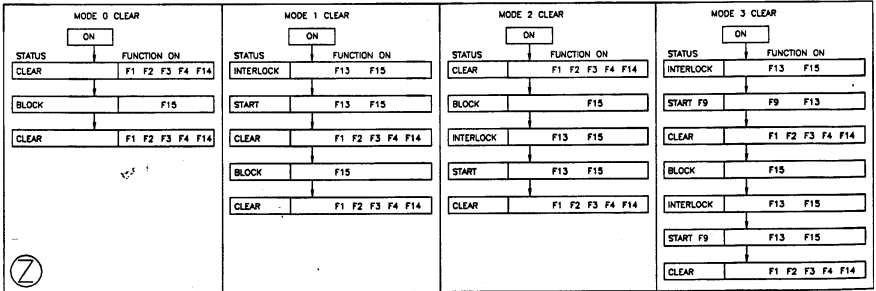 MODE 0 CLEAR
ON
STATUS FUNCTION ON
CLEAR F1 F2 F3 F4 F14
BLOCK F15
CLEAR F1 F2 F3 F4 F14
Z
MODE 1 CLEAR
ON
STATUS FUNCTION ON
INTERLOCK F13 F15
START F13 F15
CLEAR F1 F2 F3 F4 F14
BLOCK F15
CLEAR F1 F2 F3 F4 F14
MODE 2 CLEAR
ON
STATUS FUNCTION ON
CLEAR F1 F2 F3 F4 F14
BLOCK F15
INTERLOCK F13 F15
START F13 F15
CLEAR F1 F2 F3 F4 F14
MODE 3 CLEAR
ON
STATUS FUNCTION ON
INTERLOCK F13 F15
START F9 F9 F13
CLEAR F1 F2 F3 F4 F14
BLOCK F15
INTERLOCK F13 F15
START F9 F13 F15
CLEAR F1 F2 F3 F4 F14